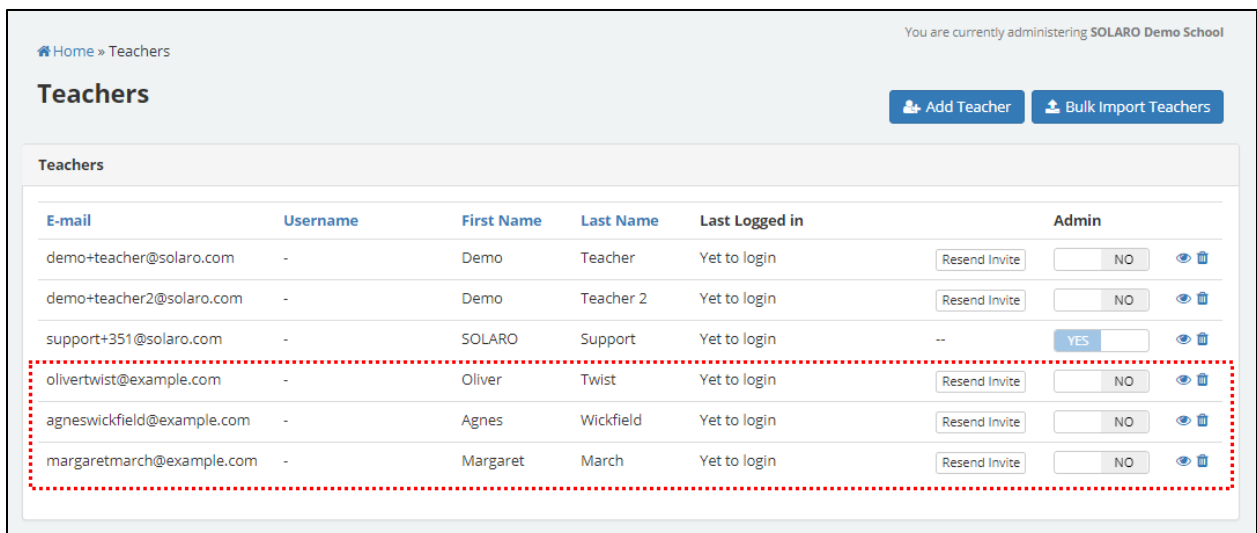 You are currently administering SOLARO Demo School
Home » Teachers
Teachers
Add Teacher Bulk Import Teachers
Teachers
E-mail Username First Name Last Name Last Logged in Admin
demo+teacher@solaro.com - Demo Teacher Yet to login Resend Invite NO
demo+teacher2@solaro.com - Demo Teacher 2 Yet to login Resend Invite NO
support+351@solaro.com - SOLARO Support Yet to login -- YES
olivertwist@example.com - Oliver Twist Yet to login Resend Invite NO
agneswickfield@example.com - Agnes Wickfield Yet to login Resend Invite NO
margaretmarch@example.com - Margaret March Yet to login Resend Invite NO